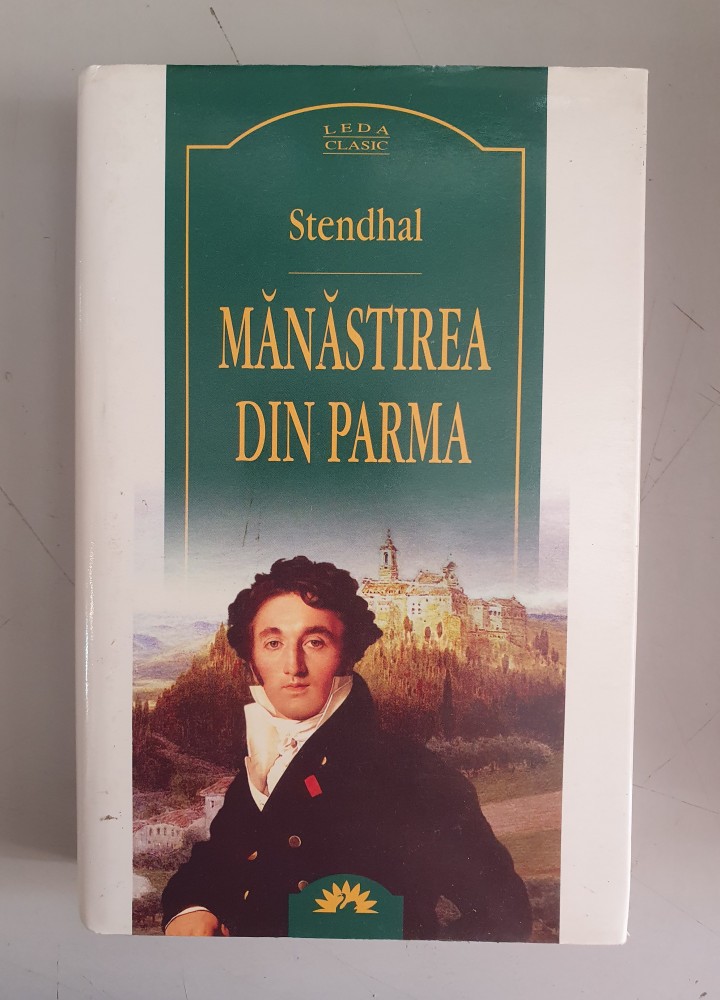 LEDA
CLASIC
Stendhal
MĂNĂSTIREA
DIN PARMA